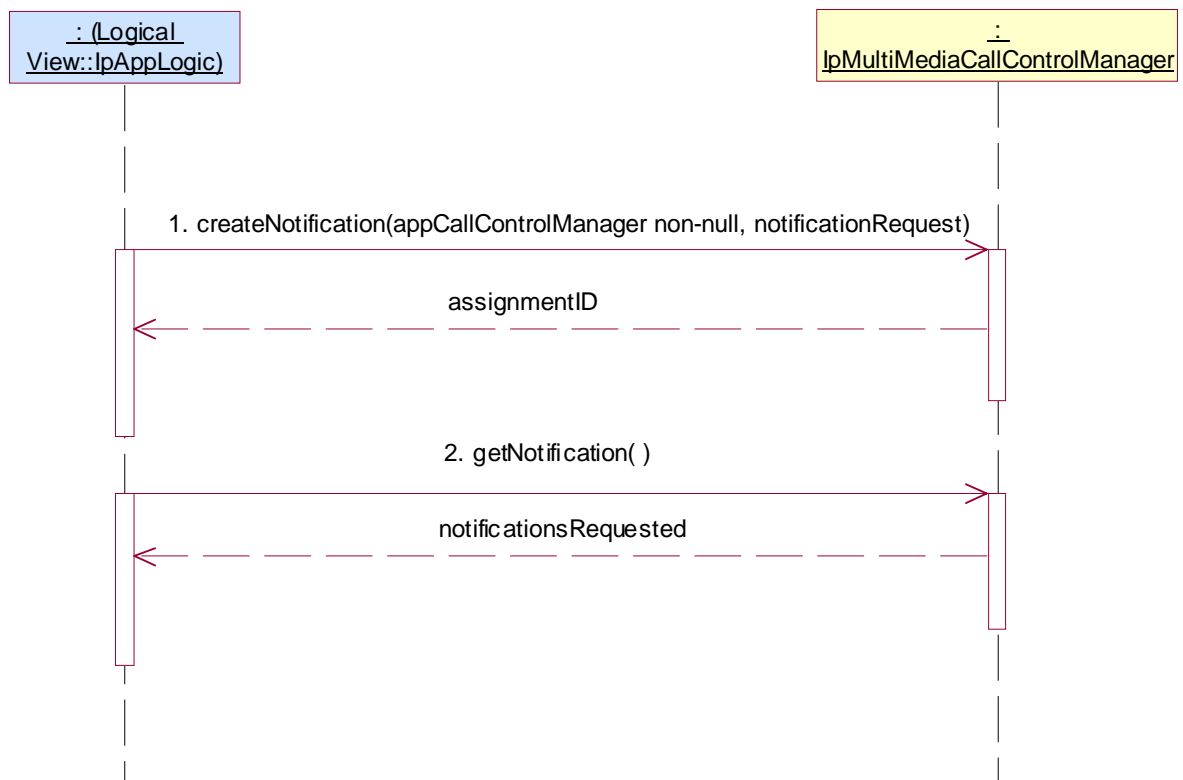 : (Logical
View::IpAppLogic)
:
IpMultiMediaCallControlManager
1. createNotification(appCallControlManager non-null, notificationRequest)
assignmentID
2. getNotification( )
notificationsRequested